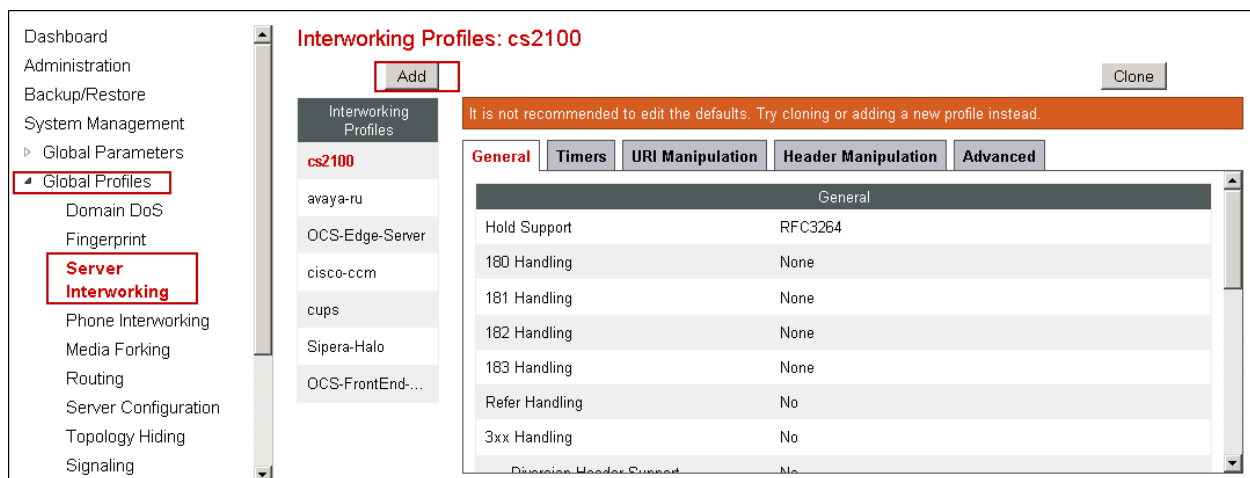 Dashboard
Administration
Backup/Restore
System Management
Global Parameters
Global Profiles
Domain DoS
Fingerprint
Server
Interworking
Phone Interworking
Media Forking
Routing
Server Configuration
Topology Hiding
Signaling
Interworking Profiles: cs2100
Add
Clone
Interworking
Profiles
cs2100
avaya-ru
OCS-Edge-Server
cisco-ccm
cups
Sipera-Halo
OCS-FrontEnd-...
It is not recommended to edit the defaults. Try cloning or adding a new profile instead.
General Timers URI Manipulation Header Manipulation Advanced
General
Hold Support RFC3264
180 Handling None
181 Handling None
182 Handling None
183 Handling None
Refer Handling No
3xx Handling No
Diversion Header Support No